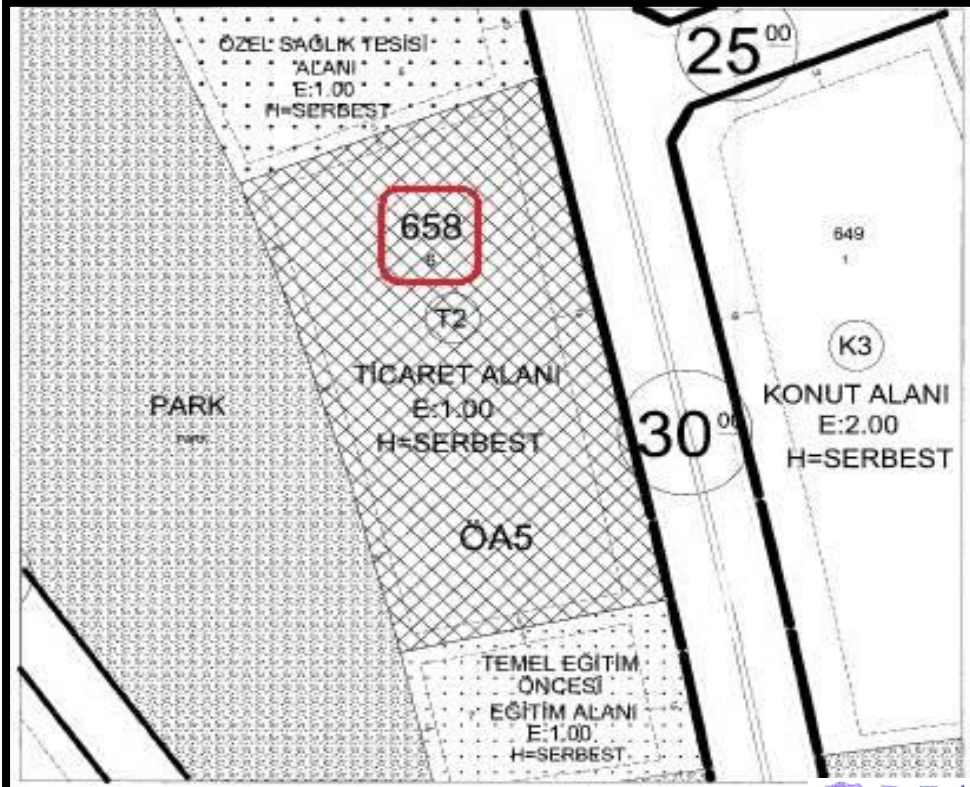 ÖZEL SAĞLIK TESİSİ
ALANI
E:1.00
H=SERBEST
25 00
658
6
T2
TİCARET ALANI
E:1.00
H=SERBEST
ÖA5
PARK
PARK
30 00
649
1
K3
KONUT ALANI
E:2.00
H=SERBEST
TEMEL EĞİTİM
ÖNCESİ
EĞİTİM ALANI
E:1.00
H=SERBEST